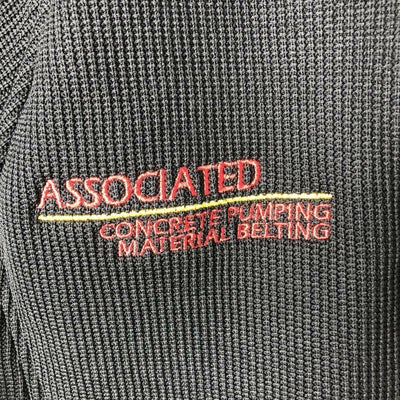 ASSOCIATED
CONCRETE PUMPING
MATERIAL BELTING